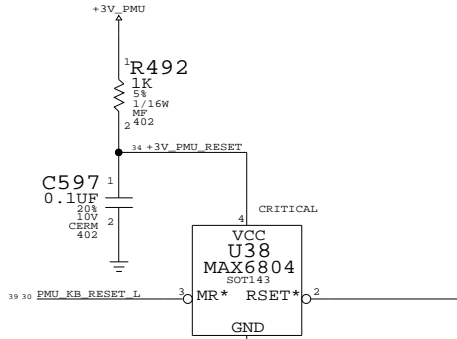 +3V_PMU
1
R492
1K
5%
1/16W
MF
402
2
34 +3V_PMU_RESET
C597
1
0.1UF
20%
10V
2
CERM
402
4
CRITICAL
VCC
U38
MAX6804
SOT143
39 30 PMU_KB_RESET_L
3
MR* RSET*
2
GND